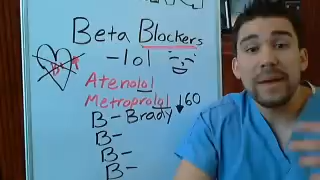 Beta Blockers
-lol
B
Atenolol
Metroprolol
B- Brady ↓60
B-
B-
B-